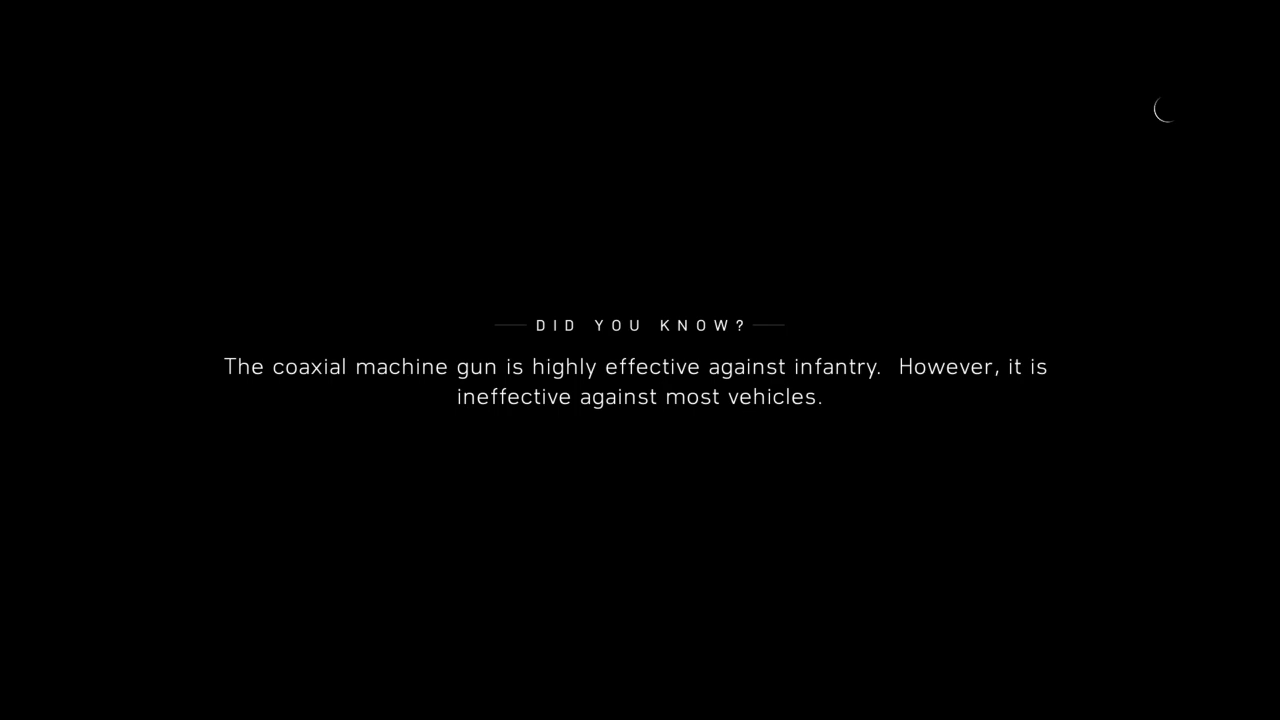 DID YOU KNOW?
The coaxial machine gun is highly effective against infantry.  However, it is
ineffective against most vehicles.